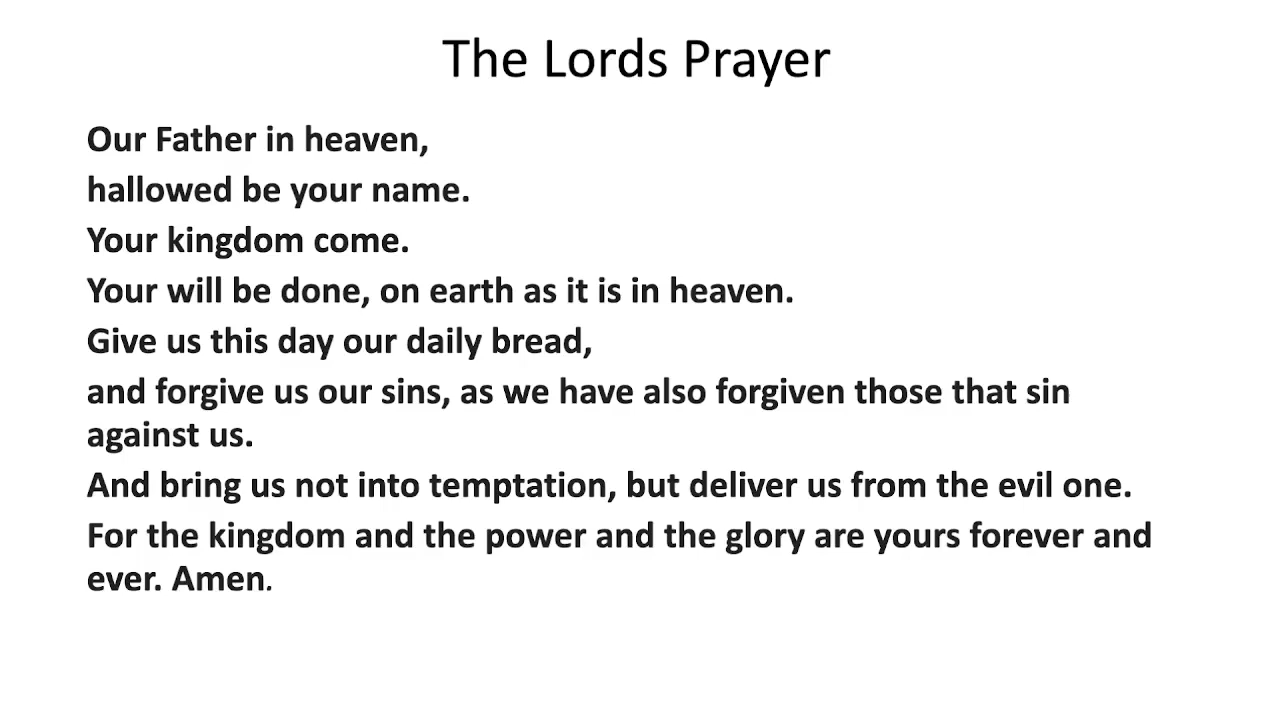 The Lords Prayer
Our Father in heaven,
hallowed be your name.
Your kingdom come.
Your will be done, on earth as it is in heaven.
Give us this day our daily bread,
and forgive us our sins, as we have also forgiven those that sin
against us.
And bring us not into temptation, but deliver us from the evil one.
For the kingdom and the power and the glory are yours forever and
ever. Amen.